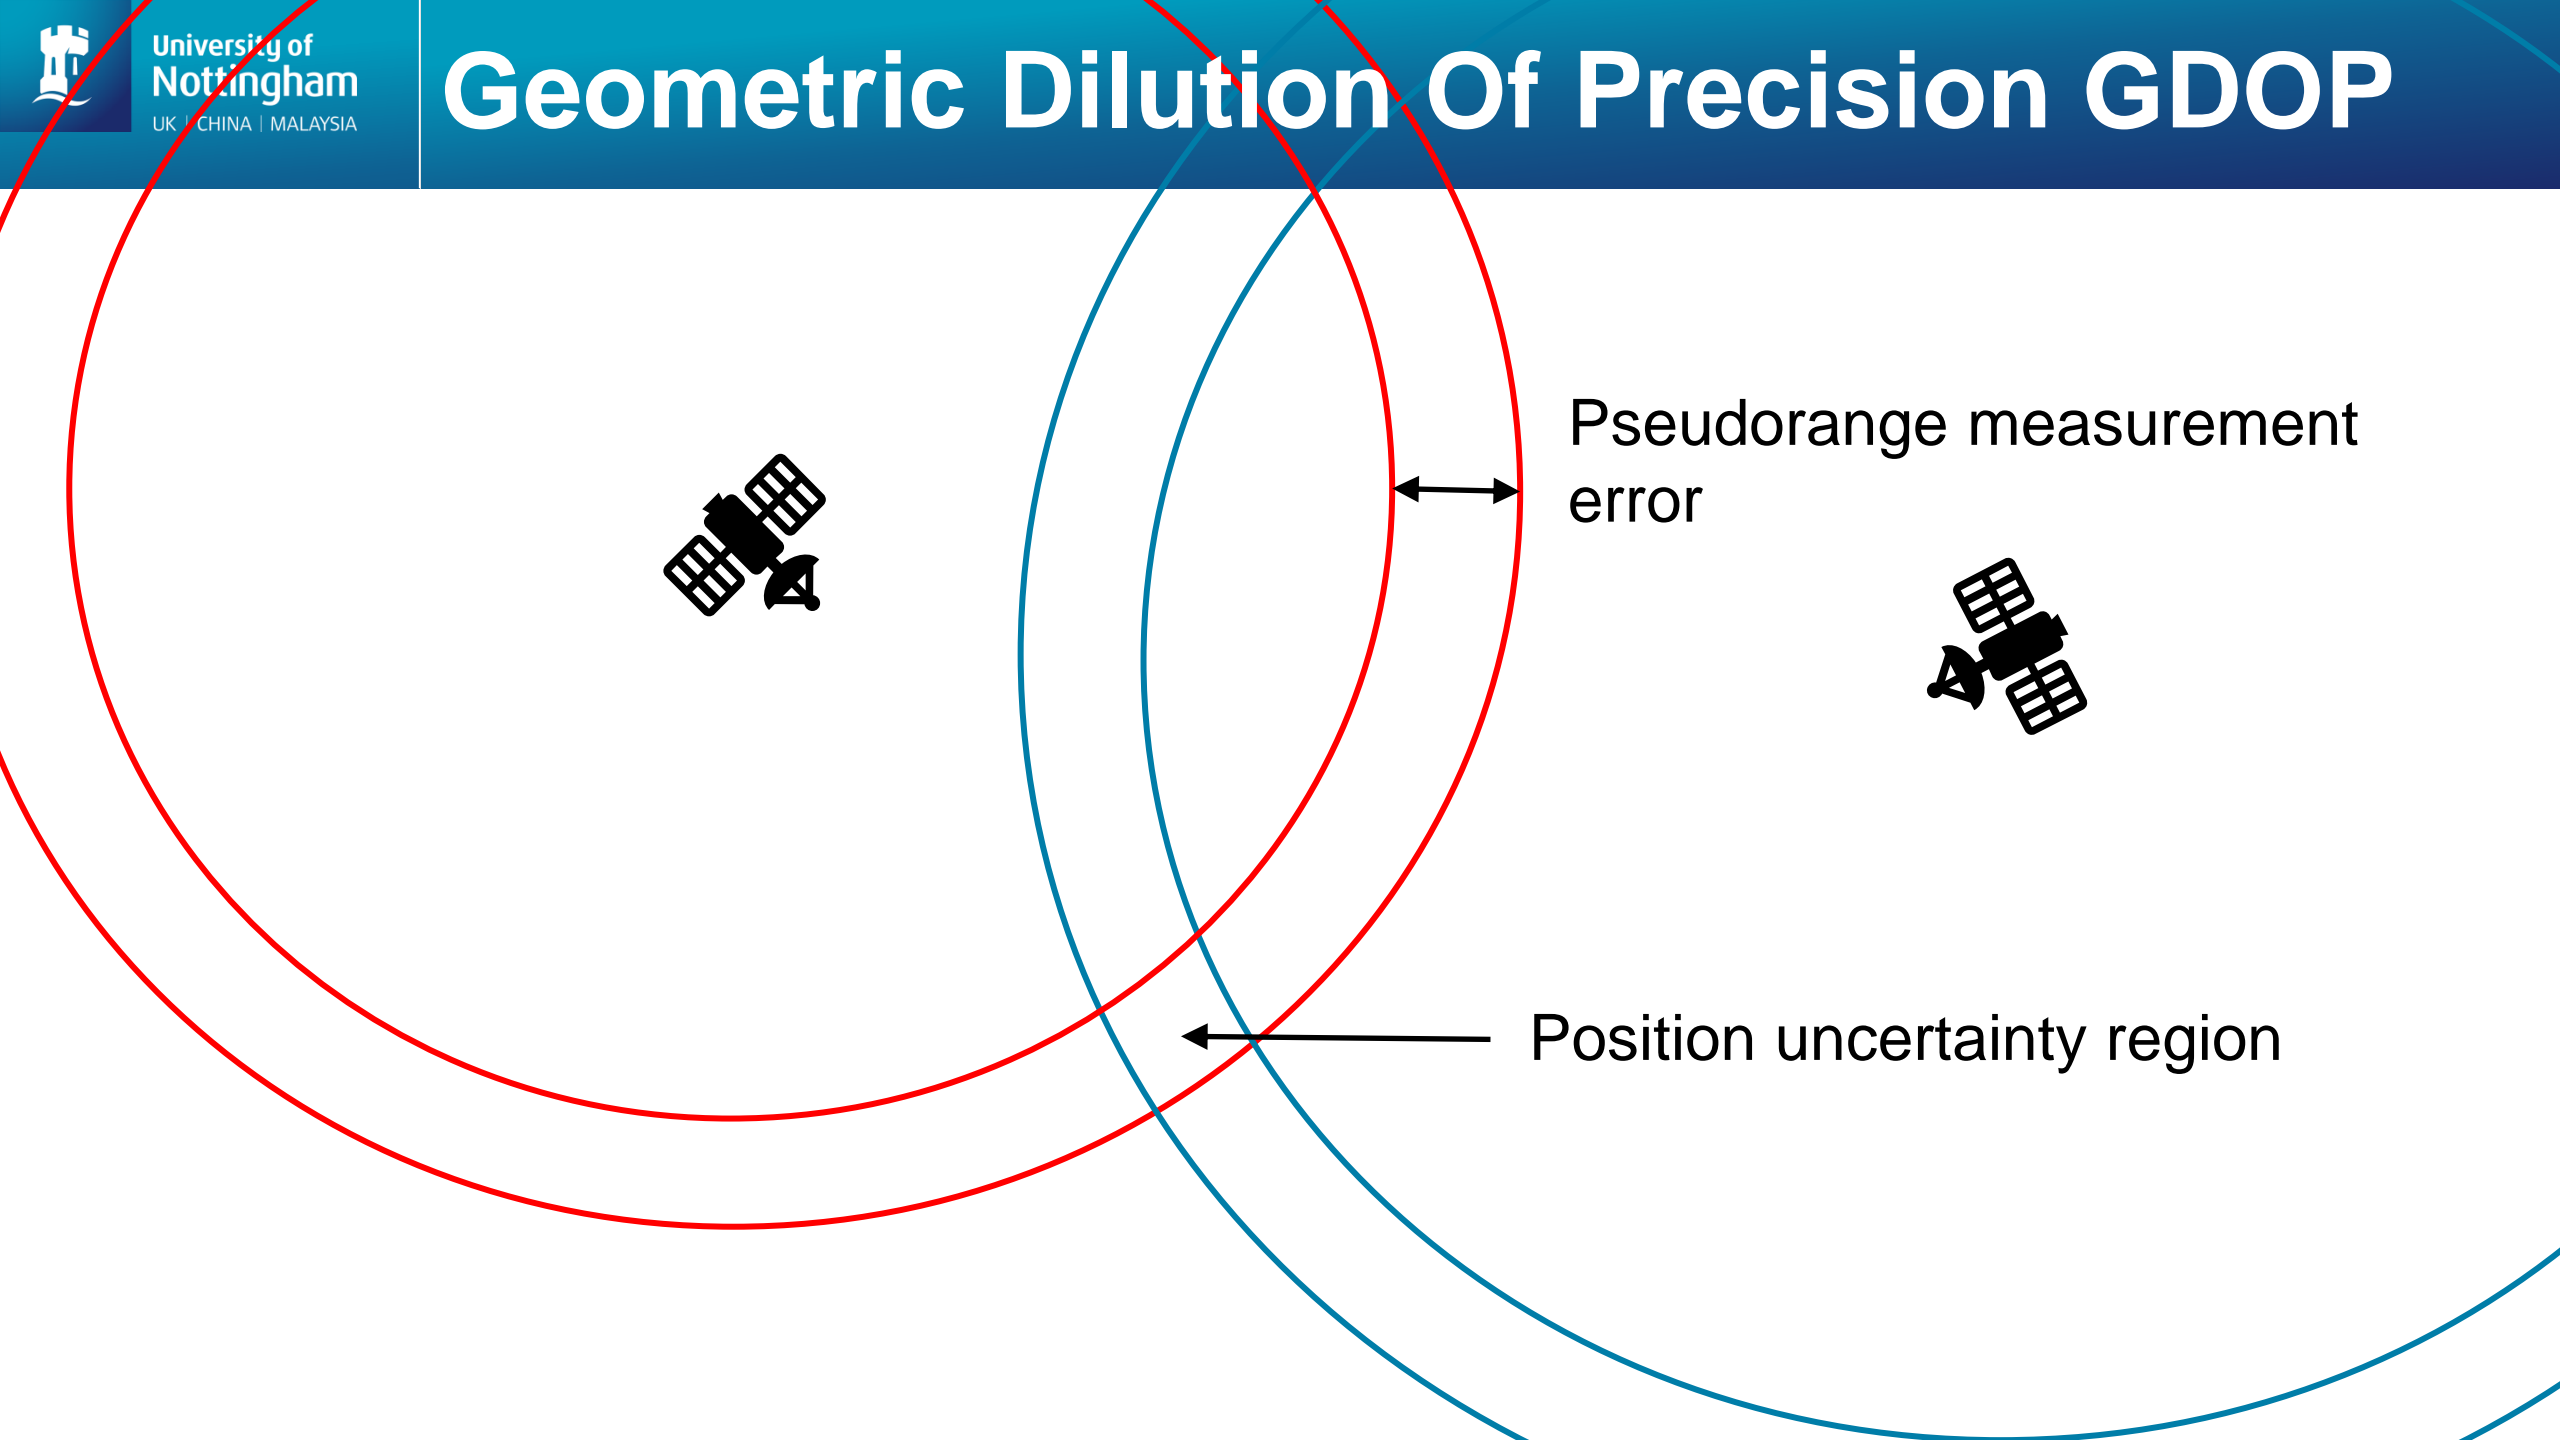 University of
Nottingham
UK | CHINA | MALAYSIA
Geometric Dilution Of Precision GDOP
Pseudorange measurement
error
Position uncertainty region